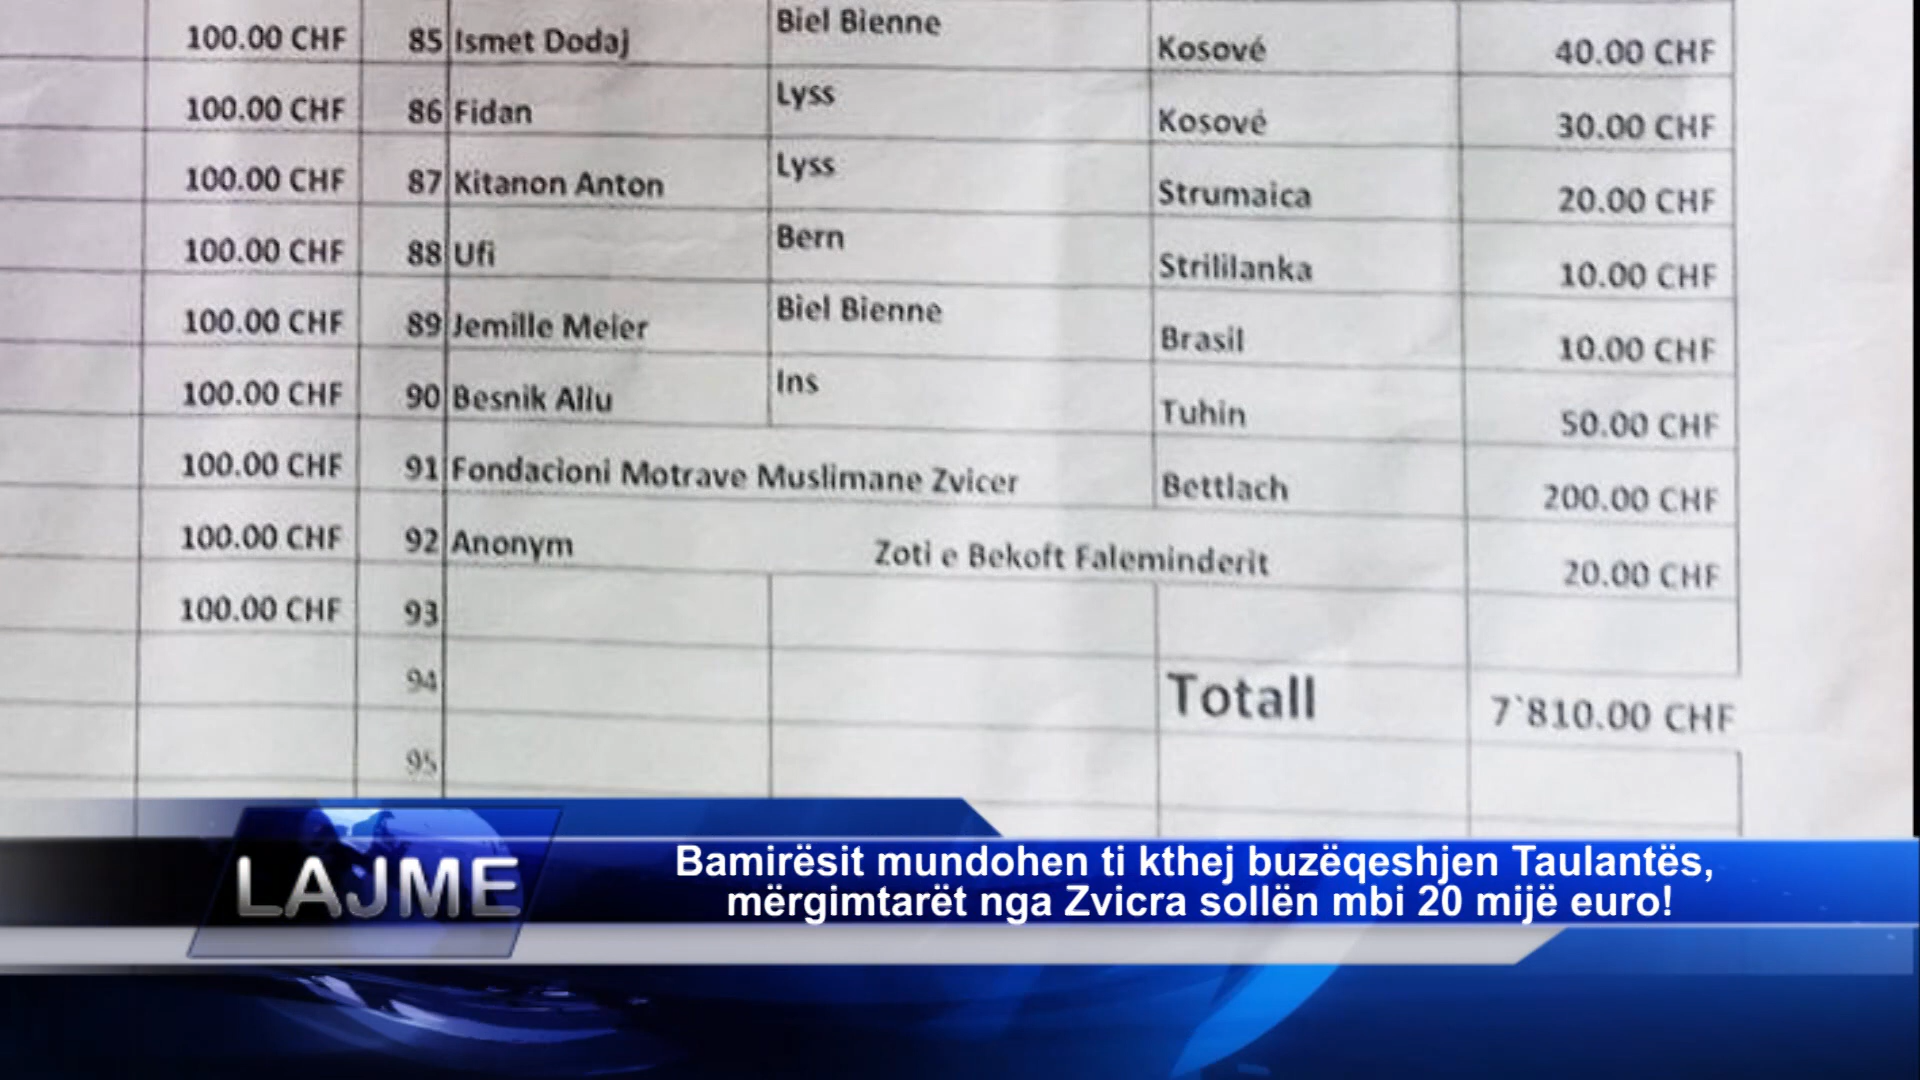 100.00 CHF 85 Ismet Dodaj Biel Bienne Kosové 40.00 CHF
100.00 CHF 86 Fidan Lyss Kosové 30.00 CHF
100.00 CHF 87 Kitanon Anton Lyss Strumaica 20.00 CHF
100.00 CHF 88 Ufi Bern Strililanka 10.00 CHF
100.00 CHF 89 Jemille Meier Biel Bienne Brasil 10.00 CHF
100.00 CHF 90 Besnik Allu Ins Tuhin 50.00 CHF
100.00 CHF 91 Fondacioni Motrave Muslimane Zvicer Bettlach 200.00 CHF
100.00 CHF 92 Anonym Zoti e Bekoft Faleminderit 20.00 CHF
100.00 CHF 93
94 Totall 7`810.00 CHF
95
LAJME
Bamirësit mundohen ti kthej buzëqeshjen Taulantës,
mërgimtarët nga Zvicra sollën mbi 20 mijë euro!